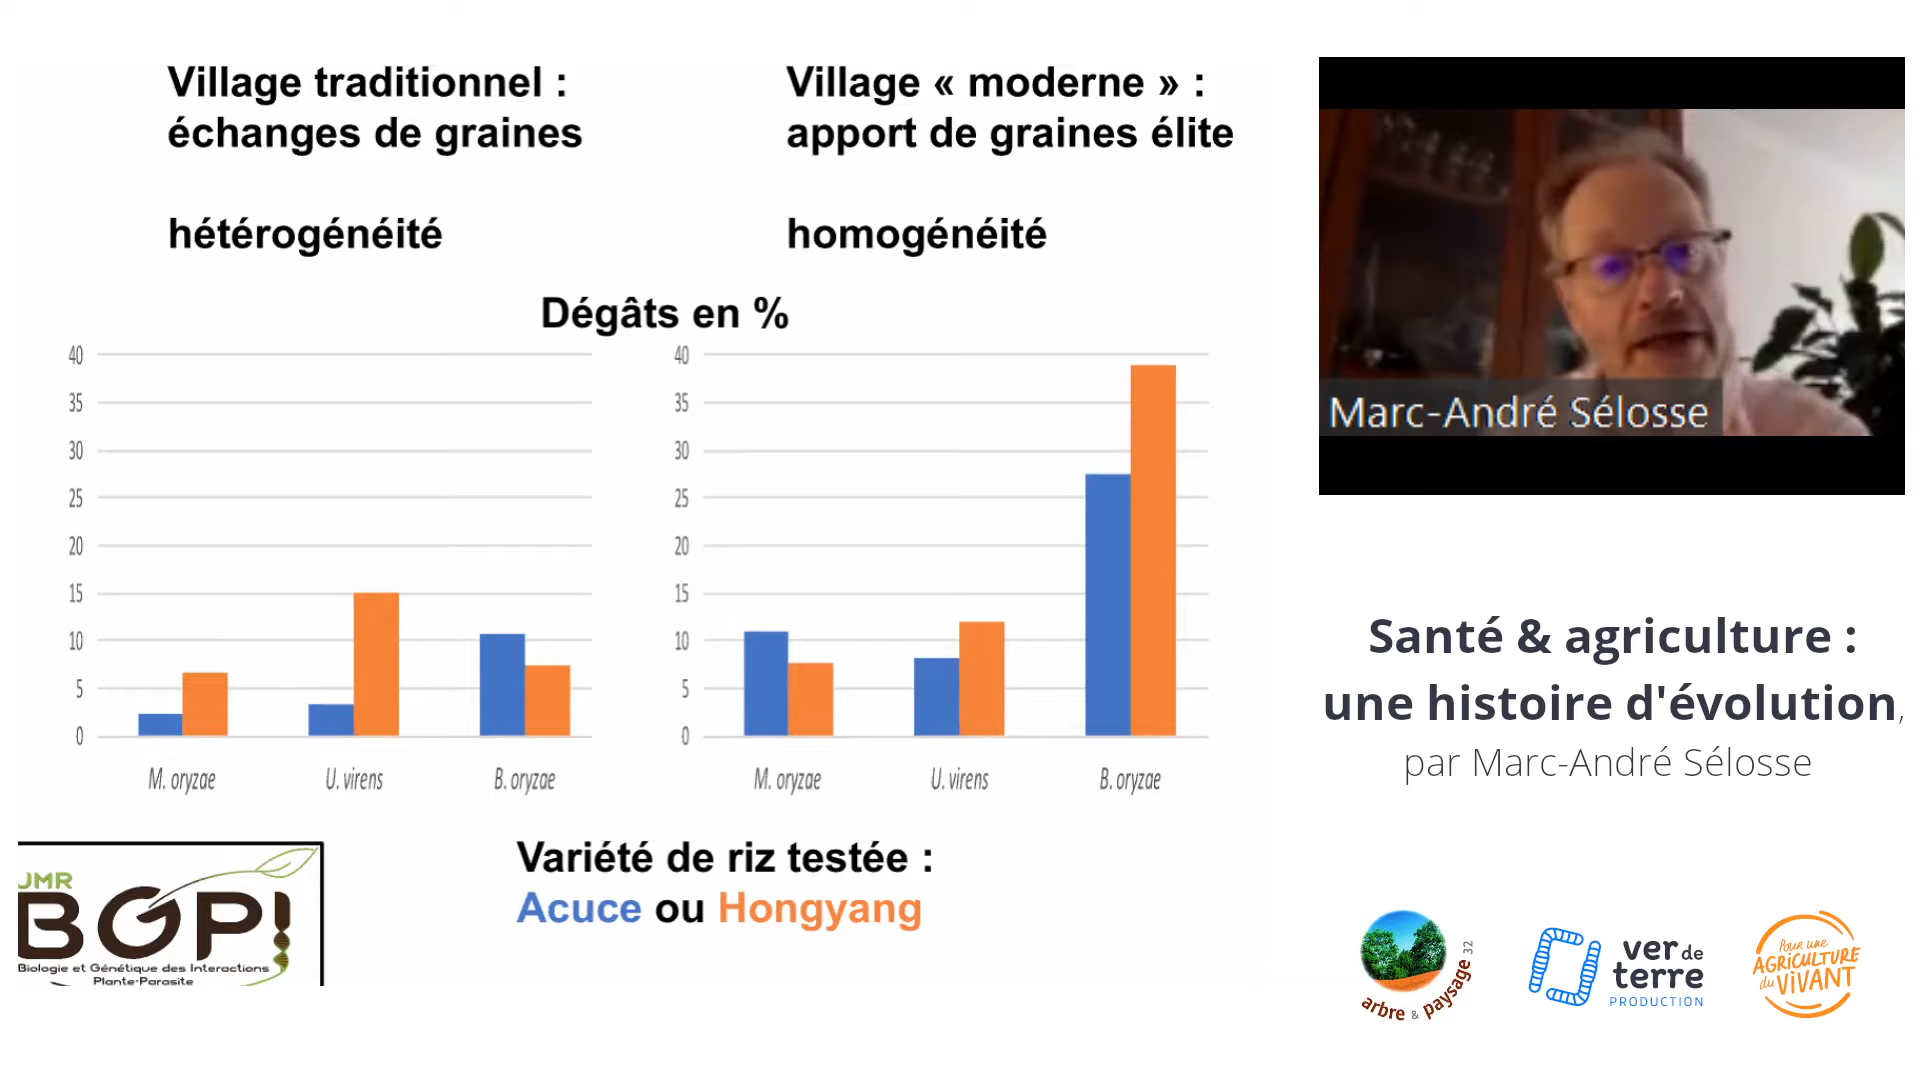 Village traditionnel :
échanges de graines
hétérogénéité
Village « moderne » :
apport de graines élite
homogénéité
Dégâts en %
40
35
30
25
20
15
10
5
0
M. oryzae
U. virens
B. oryzae
40
35
30
25
20
15
10
5
0
M. oryzae
U. virens
B. oryzae
Variété de riz testée :
Acuce ou Hongyang
UMR
BGPI
Biologie et Génétique des Interactions
Plante-Parasite
Marc-André Sélosse
Santé & agriculture :
une histoire d'évolution,
par Marc-André Sélosse
arbre & paysage 32
ver de
terre
PRODUCTION
Pour une
AGRICULTURE
du VIVANT